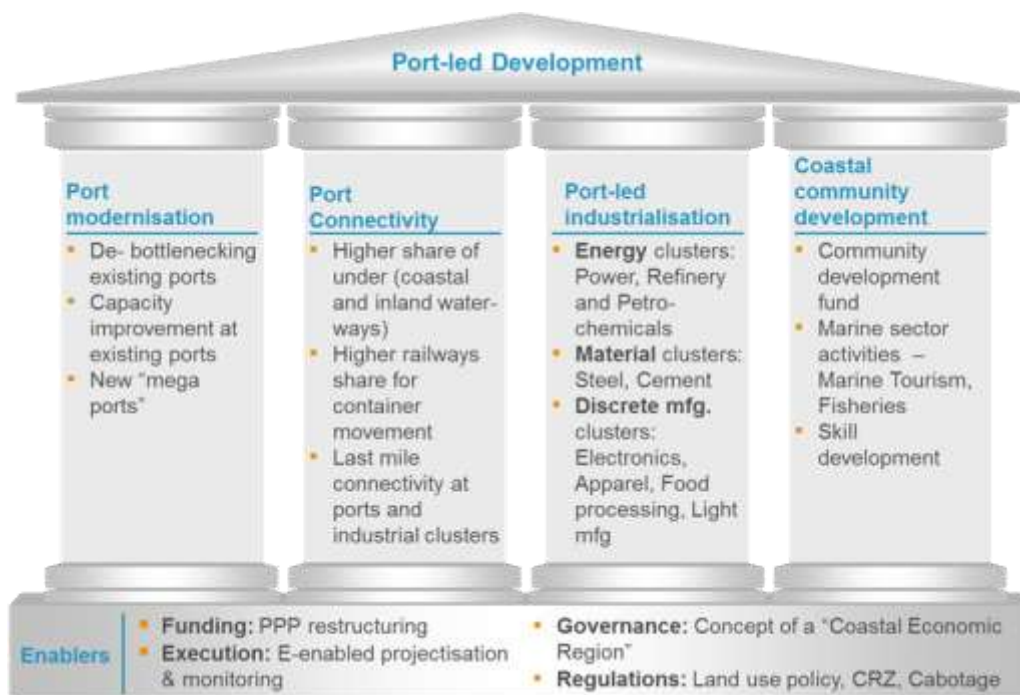 Port-led Development
Port
modernisation
• De- bottlenecking
existing ports
• Capacity
improvement at
existing ports
• New "mega
ports"
Port
Connectivity
• Higher share of
under (coastal
and inland water-
ways)
• Higher railways
share for
container
movement
• Last mile
connectivity at
ports and
industrial clusters
Port-led
industrialisation
• Energy clusters:
Power, Refinery
and Petro-
chemicals
• Material clusters:
Steel, Cement
• Discrete mfg.
clusters:
Electronics,
Apparel, Food
processing, Light
mfg
Coastal
community
development
• Community
development
fund
• Marine sector
activities –
Marine Tourism,
Fisheries
• Skill
development
Enablers
▪ Funding: PPP restructuring
▪ Execution: E-enabled projectisation
& monitoring
• Governance: Concept of a "Coastal Economic
Region"
• Regulations: Land use policy, CRZ, Cabotage